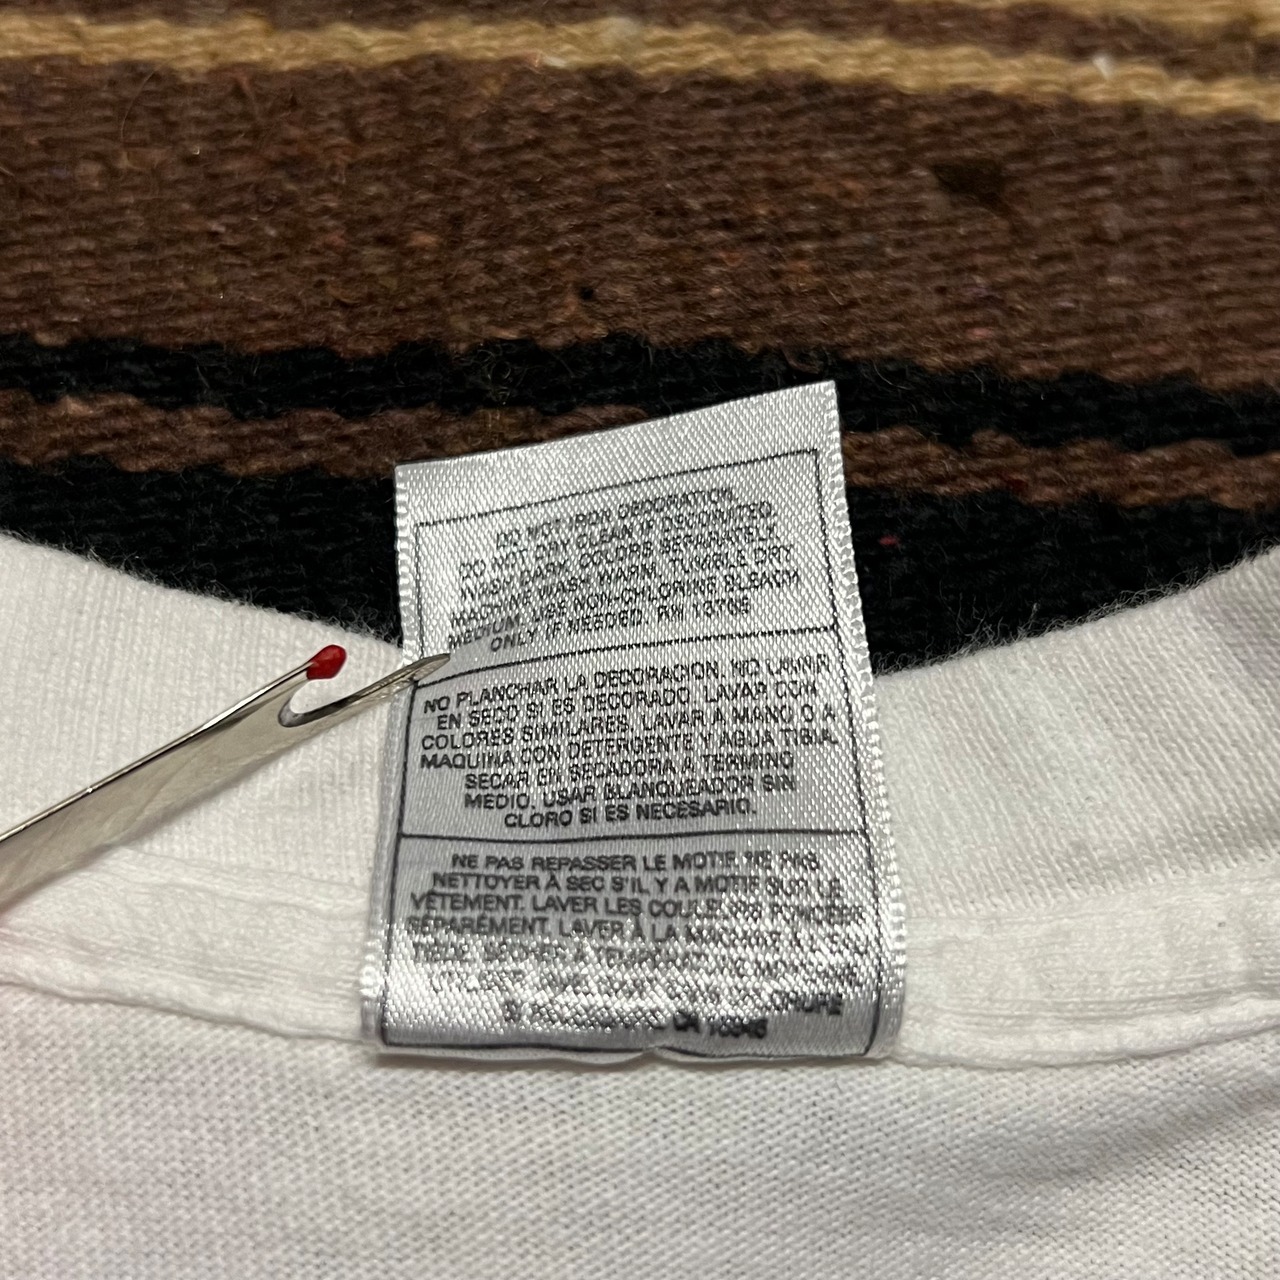 DO NOT IRON DECORATION.
DO NOT DRY CLEAN IF DECORATED.
WASH DARK COLORS SEPARATELY.
MACHINE WASH WARM. TUMBLE DRY
MEDIUM. USE NON-CHLORINE BLEACH
ONLY IF NEEDED. RN 13765
NO PLANCHAR LA DECORACION. NO USAR
EN SECO SI ES DECORADO. LAVAR CON
COLORES SIMILARES. LAVAR A MANO O A
MAQUINA CON DETERGENTE Y AGUA TIBIA.
SECAR EN SECADORA A TERMINO
MEDIO. USAR BLANQUEADOR SIN
CLORO SI ES NECESARIO.
NE PAS REPASSER LE MOTIF. NE PAS
NETTOYER À SEC S'IL Y A MOTIF SUR LE
VÊTEMENT. LAVER LES COULEURS FONCÉES
SÉPARÉMENT. LAVER À LA MACHINE À L'EAU
TIÈDE. SÉCHER À TEMPÉRATURE
CHLORE
CA